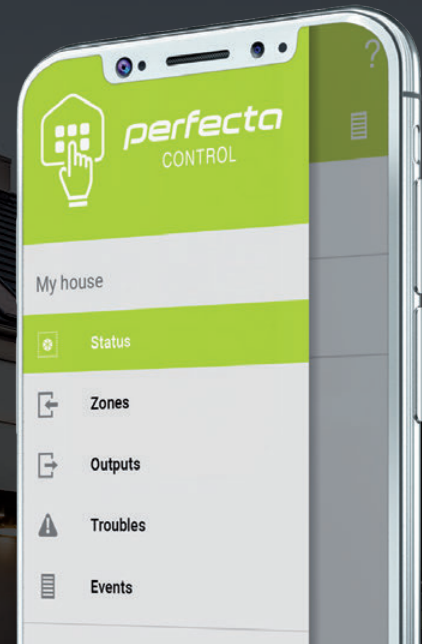 ?
perfecta
CONTROL
My house
Status
Zones
Outputs
Troubles
Events